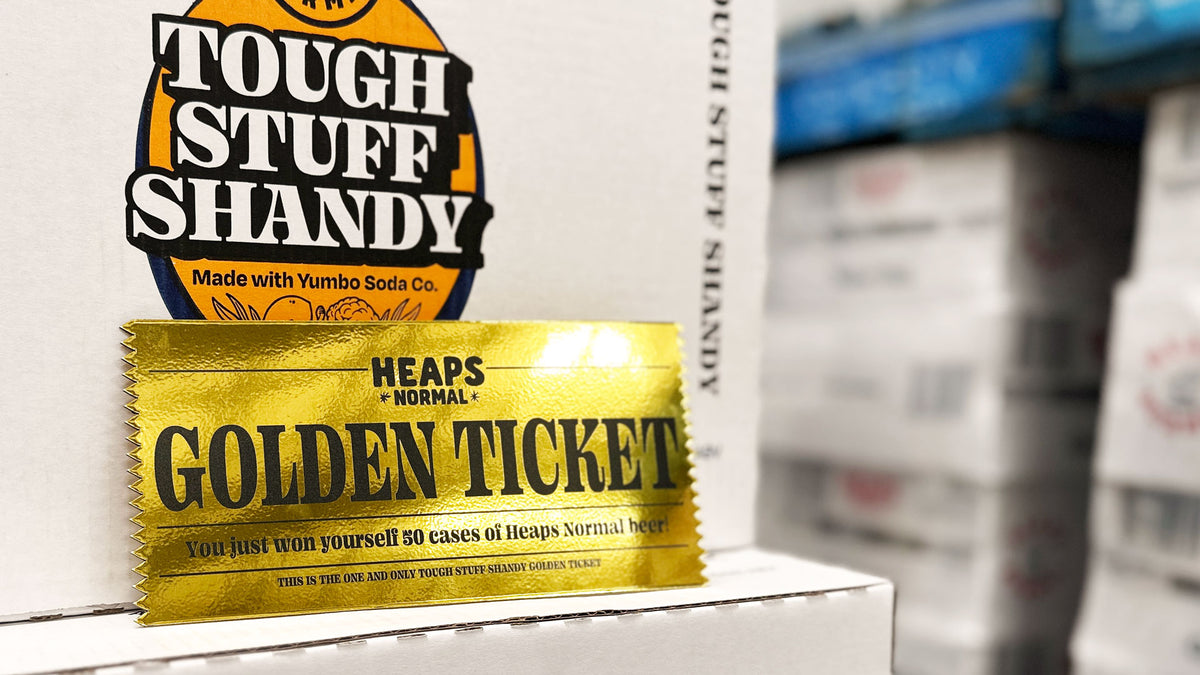 TOUGH
STUFF
SHANDY
Made with Yumbo Soda Co.
HEAPS
*NORMAL*
GOLDEN TICKET
You just won yourself 50 cases of Heaps Normal beer!
THIS IS THE ONE AND ONLY TOUGH STUFF SHANDY GOLDEN TICKET
OUGH STUFF SHANDY